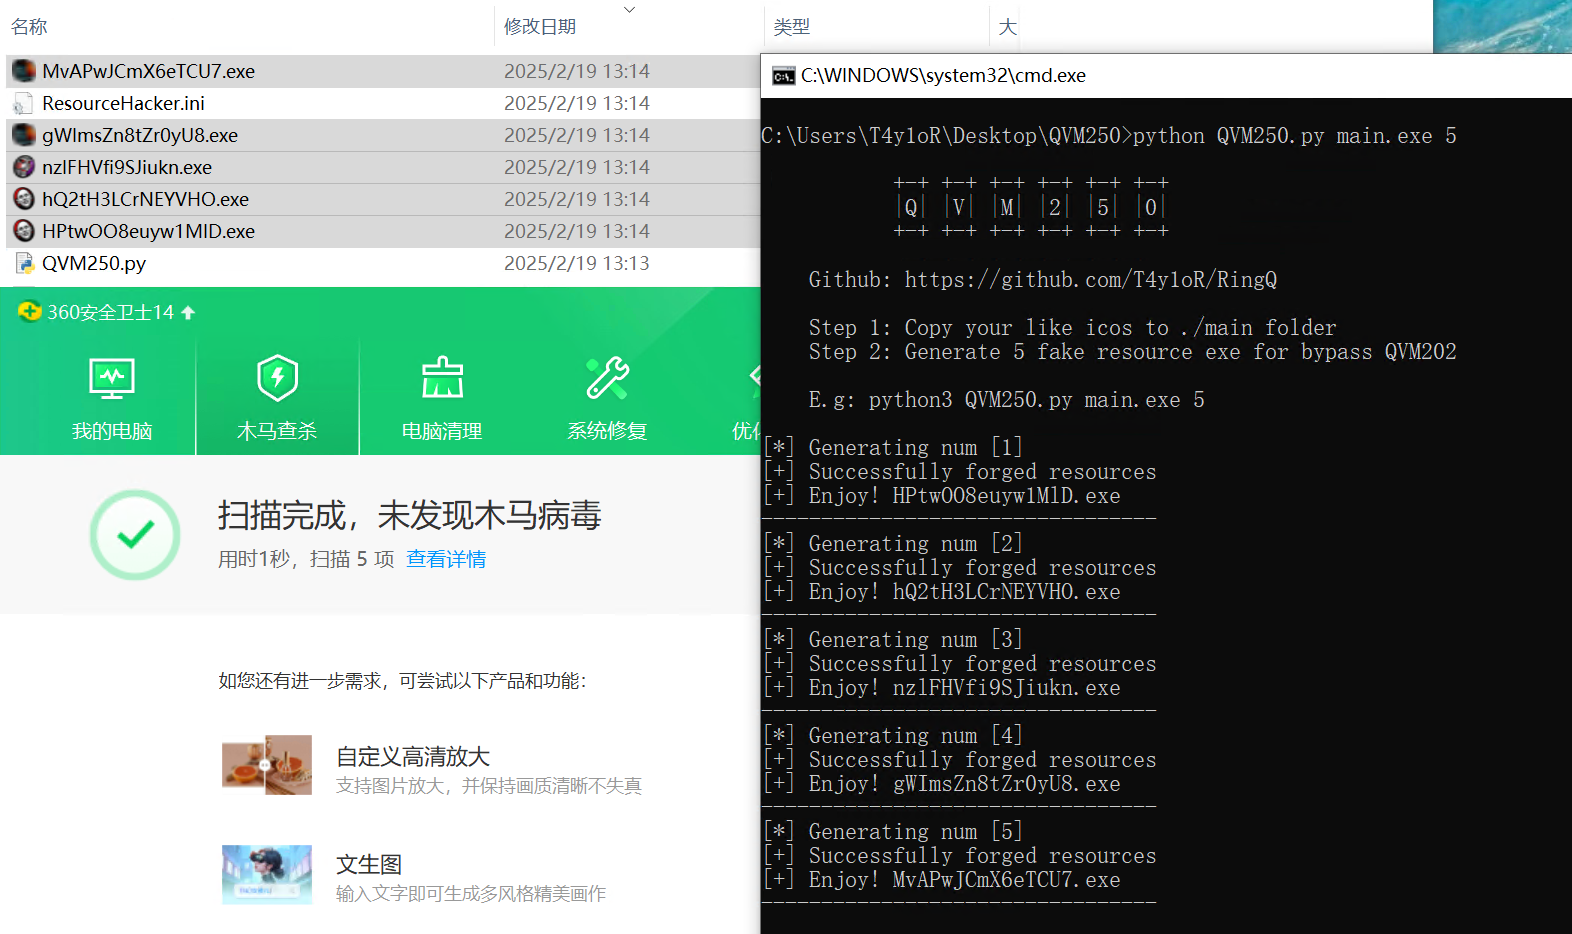 名称 修改日期 类型 大
MvAPwJCmX6eTCU7.exe 2025/2/19 13:14
ResourceHacker.ini 2025/2/19 13:14
gWImsZn8tZr0yU8.exe 2025/2/19 13:14
nzlFHVfi9SJiukn.exe 2025/2/19 13:14
hQ2tH3LCrNEYVHO.exe 2025/2/19 13:14
HPtwOO8euyw1MlD.exe 2025/2/19 13:14
QVM250.py 2025/2/19 13:13
360安全卫士14
我的电脑 木马查杀 电脑清理 系统修复 优化
扫描完成，未发现木马病毒
用时1秒，扫描 5 项 查看详情
如您还有进一步需求，可尝试以下产品和功能：
自定义高清放大
支持图片放大，并保持画质清晰不失真
文生图
输入文字即可生成多风格精美画作
C:\WINDOWS\system32\cmd.exe
C:\Users\T4y1oR\Desktop\QVM250>python QVM250.py main.exe 5
+-+ +-+ +-+ +-+ +-+ +-+
|Q| |V| |M| |2| |5| |0|
+-+ +-+ +-+ +-+ +-+ +-+
Github: https://github.com/T4y1oR/RingQ
Step 1: Copy your like icos to ./main folder
Step 2: Generate 5 fake resource exe for bypass QVM202
E.g: python3 QVM250.py main.exe 5
[*] Generating num [1]
[+] Successfully forged resources
[+] Enjoy! HPtwOO8euyw1MlD.exe
---------------------------------
[*] Generating num [2]
[+] Successfully forged resources
[+] Enjoy! hQ2tH3LCrNEYVHO.exe
---------------------------------
[*] Generating num [3]
[+] Successfully forged resources
[+] Enjoy! nzlFHVfi9SJiukn.exe
---------------------------------
[*] Generating num [4]
[+] Successfully forged resources
[+] Enjoy! gWImsZn8tZr0yU8.exe
---------------------------------
[*] Generating num [5]
[+] Successfully forged resources
[+] Enjoy! MvAPwJCmX6eTCU7.exe
---------------------------------